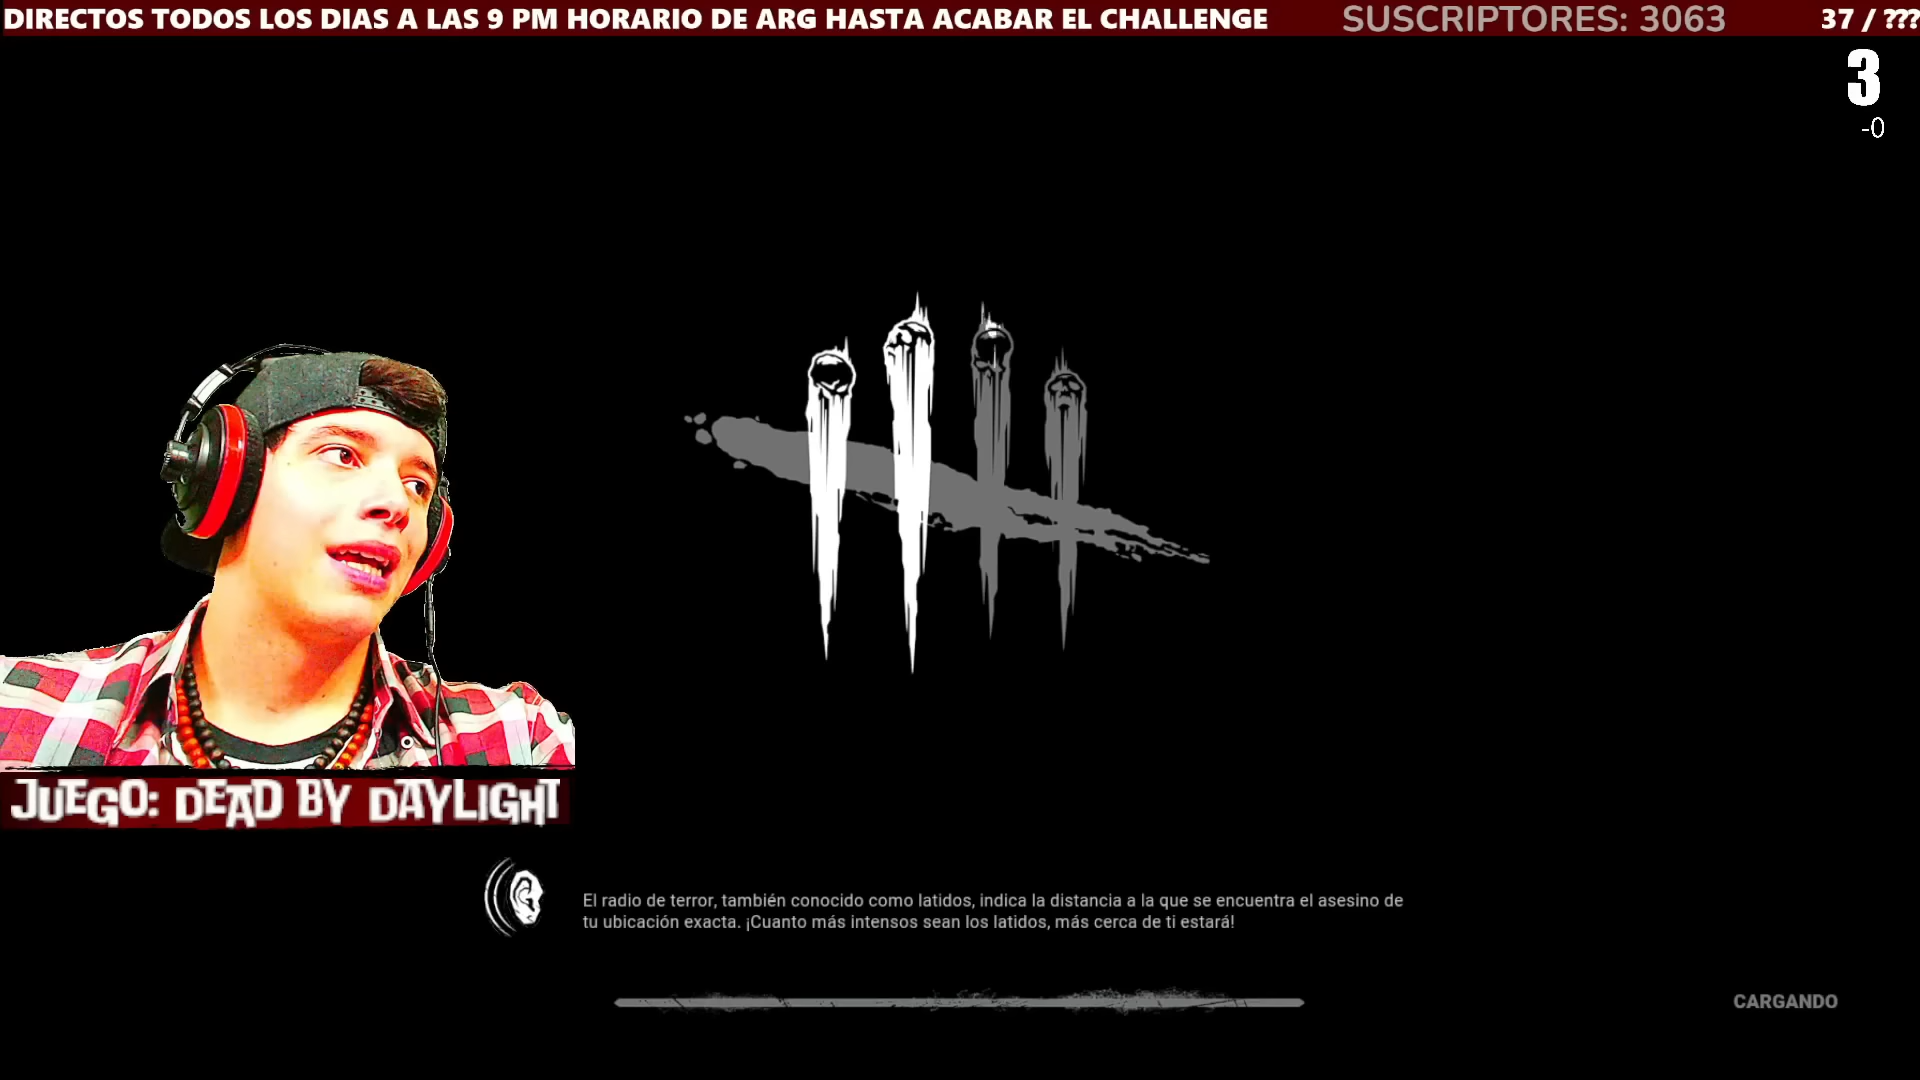 DIRECTOS TODOS LOS DIAS A LAS 9 PM HORARIO DE ARG HASTA ACABAR EL CHALLENGE
SUSCRIPTORES: 3063
37 / ???
3
-0
JUEGO: DEAD BY DAYLIGHT
El radio de terror, también conocido como latidos, indica la distancia a la que se encuentra el asesino de
tu ubicación exacta. ¡Cuanto más intensos sean los latidos, más cerca de ti estará!
CARGANDO